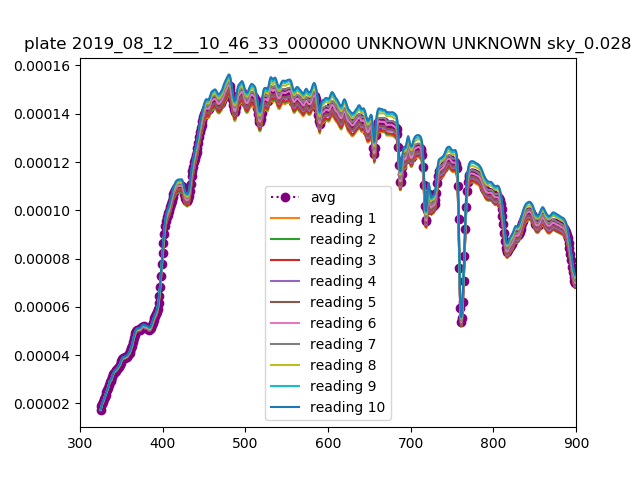 plate 2019_08_12___10_46_33_000000 UNKNOWN UNKNOWN sky_0.028
0.00016
0.00014
0.00012
0.00010
0.00008
0.00006
0.00004
0.00002
avg
reading 1
reading 2
reading 3
reading 4
reading 5
reading 6
reading 7
reading 8
reading 9
reading 10
300 400 500 600 700 800 900